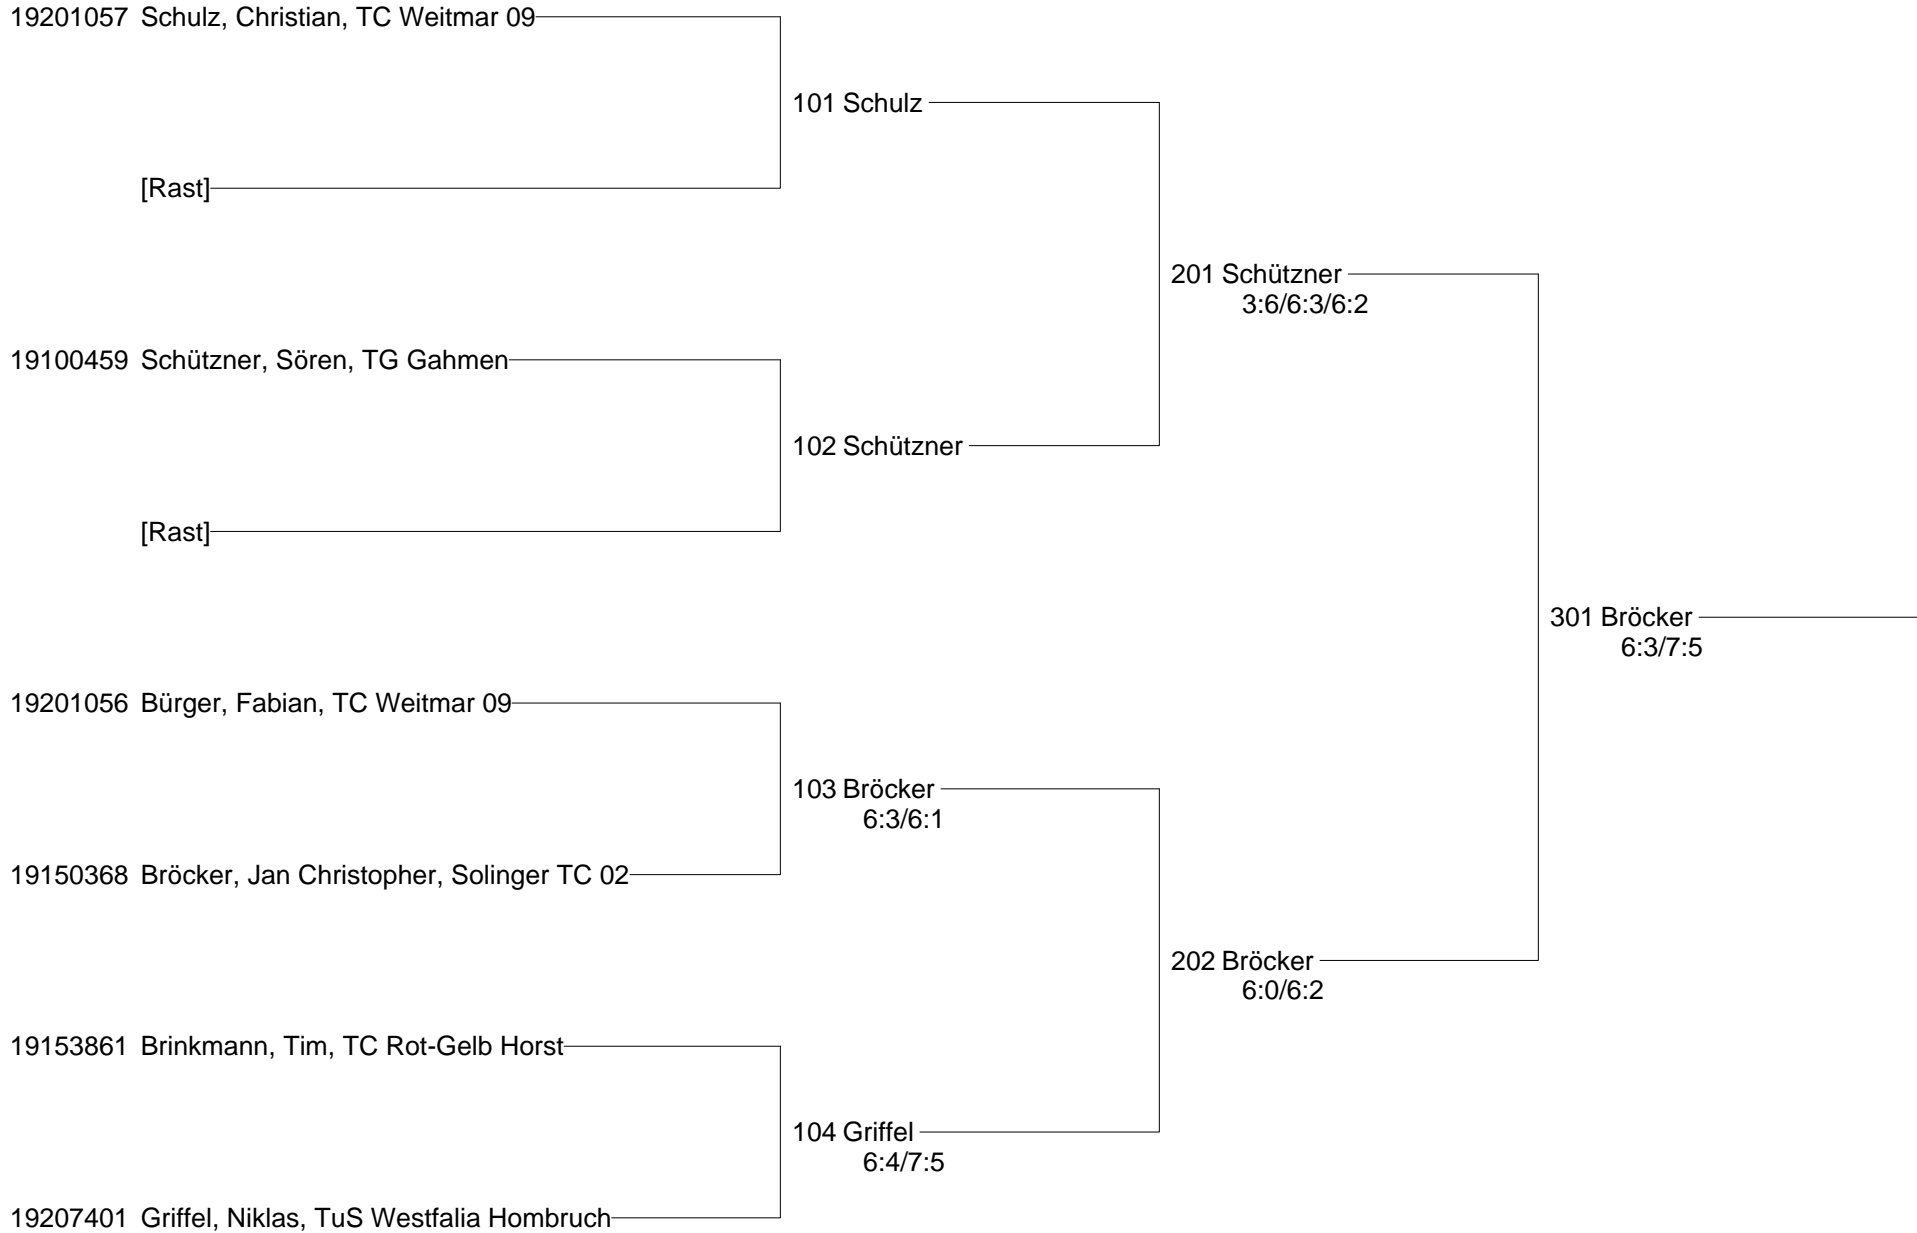 19201057 Schulz, Christian, TC Weitmar 09
101 Schulz
[Rast]
201 Schützner
3:6/6:3/6:2
19100459 Schützner, Sören, TG Gahmen
102 Schützner
[Rast]
301 Bröcker
6:3/7:5
19201056 Bürger, Fabian, TC Weitmar 09
103 Bröcker
6:3/6:1
19150368 Bröcker, Jan Christopher, Solinger TC 02
202 Bröcker
6:0/6:2
19153861 Brinkmann, Tim, TC Rot-Gelb Horst
104 Griffel
6:4/7:5
19207401 Griffel, Niklas, TuS Westfalia Hombruch